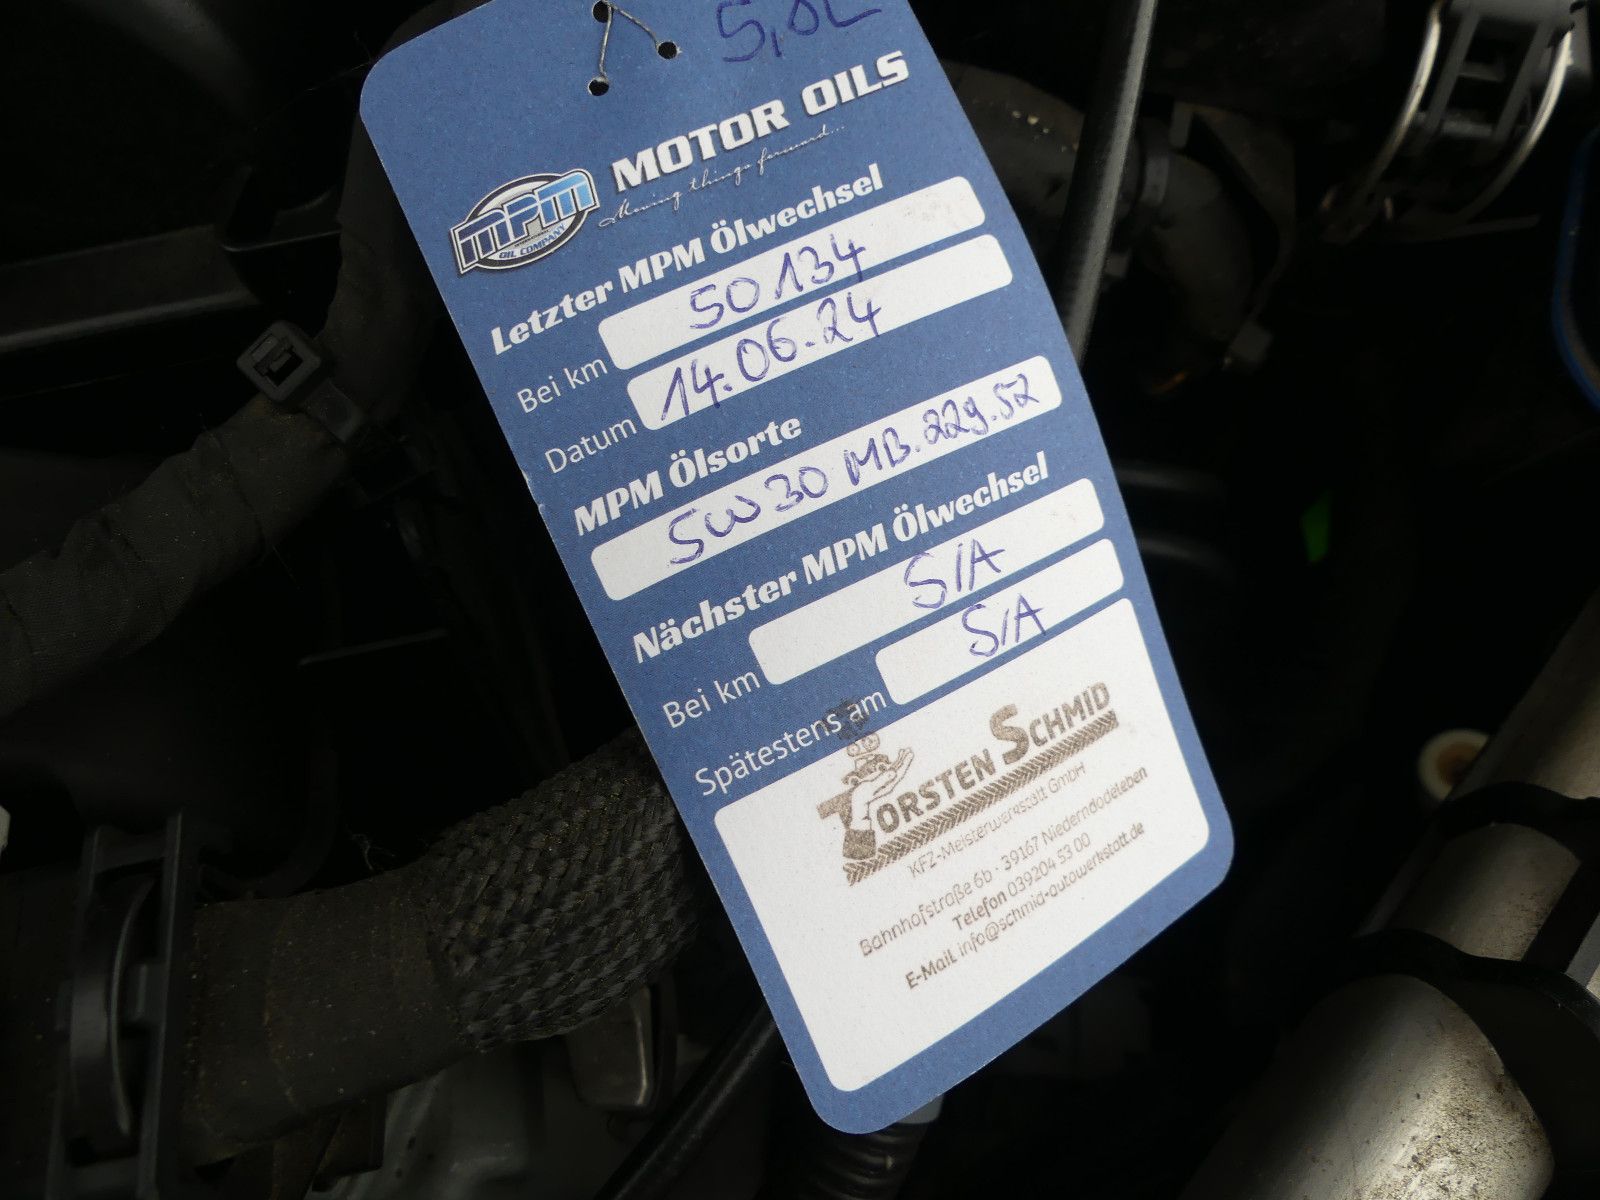 5,0L
MPM
OIL COMPANY
MOTOR OILS
Moving things forward...
Letzter MPM Ölwechsel
Bei km 50134
Datum 14.06.24
MPM Ölsorte
5W30 MB.229.52
Nächster MPM Ölwechsel
Bei km S/A
Spätestens am S/A
TORSTEN SCHMID
KFZ-Meisterwerkstatt GmbH
Bahnhofstraße 6b · 39167 Niederndodeleben
Telefon 039204 53 00
E-Mail info@schmid-autowerkstatt.de